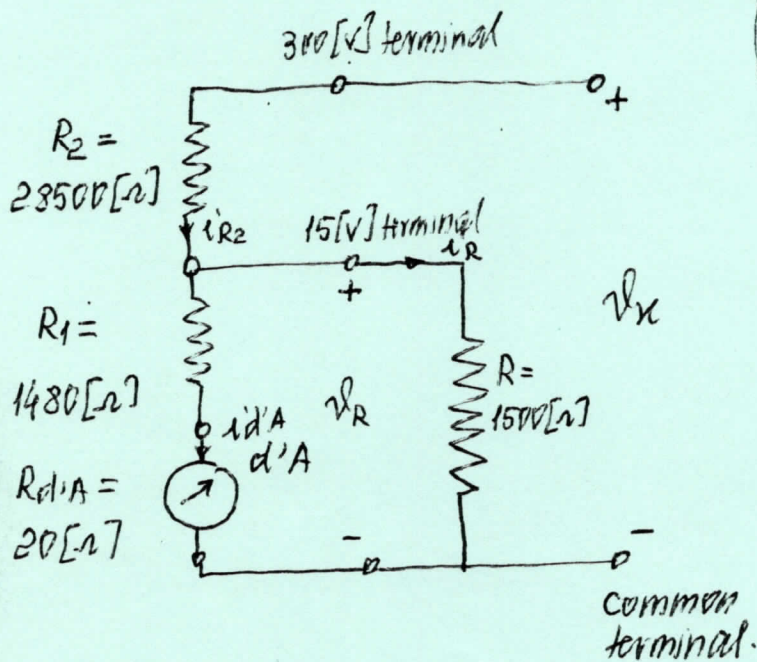 300[V] terminal
+
R2 =
28500[Ω]
iR2
15[V] terminal
iR
+
vx
R1 =
1480[Ω]
R =
1500[Ω]
vR
id'A
d'A
Rd'A =
20[Ω]
-
-
common
terminal.